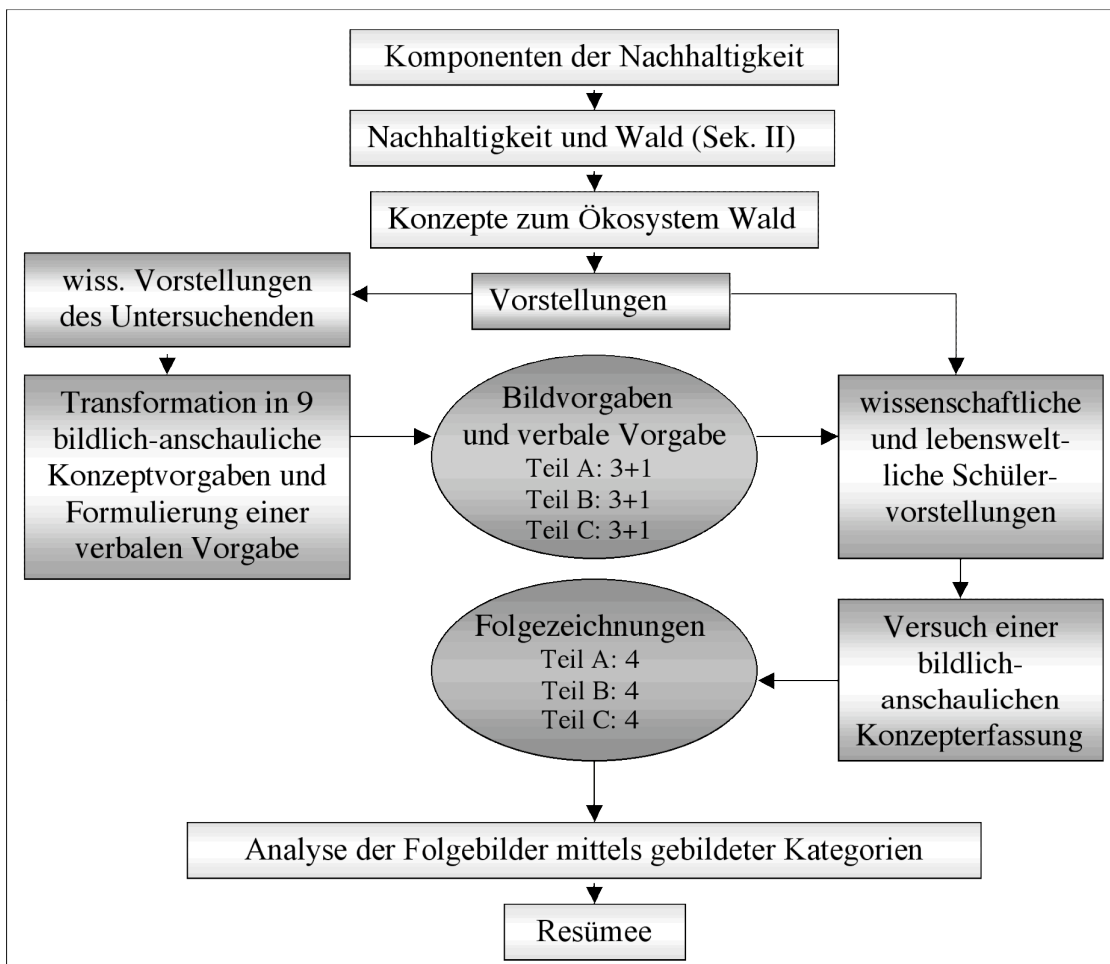 Komponenten der Nachhaltigkeit
Nachhaltigkeit und Wald (Sek. II)
Konzepte zum Ökosystem Wald
Vorstellungen
wiss. Vorstellungen
des Untersuchenden
Transformation in 9
bildlich-anschauliche
Konzeptvorgaben und
Formulierung einer
verbalen Vorgabe
Bildvorgaben
und verbale Vorgabe
Teil A: 3+1
Teil B: 3+1
Teil C: 3+1
wissenschaftliche
und lebenswelt-
liche Schüler-
vorstellungen
Versuch einer
bildlich-
anschaulichen
Konzepterfassung
Folgezeichnungen
Teil A: 4
Teil B: 4
Teil C: 4
Analyse der Folgebilder mittels gebildeter Kategorien
Resümee